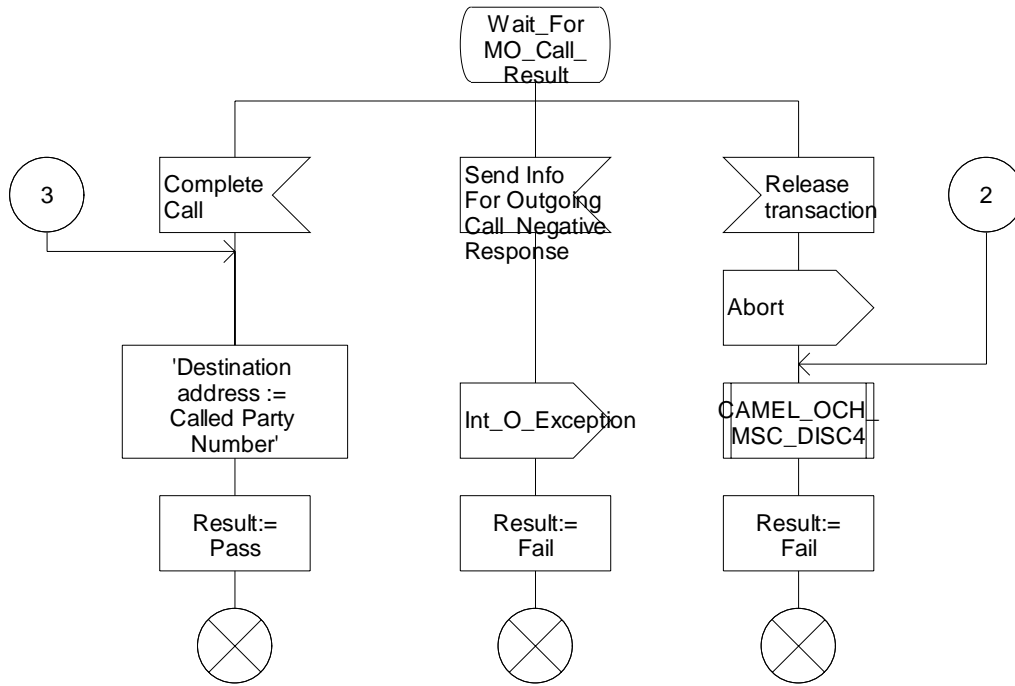 Wait_For
MO_Call_
Result
3
Complete
Call
Send Info
For Outgoing
Call Negative
Response
Release
transaction
2
Abort
'Destination
address :=
Called Party
Number'
Int_O_Exception
CAMEL_OCH_
MSC_DISC4
Result:=
Pass
Result:=
Fail
Result:=
Fail